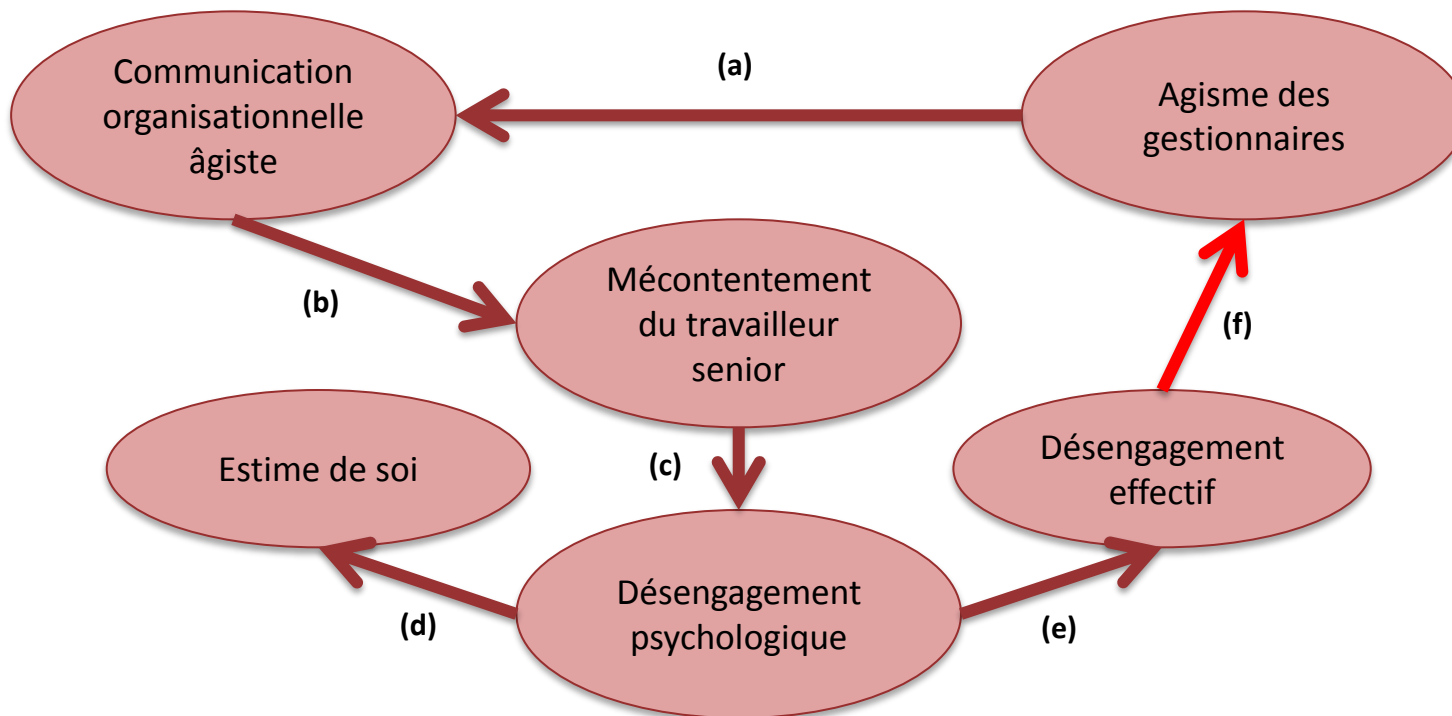 Communication
organisationnelle
âgiste
(a)
Agisme des
gestionnaires
(b)
Mécontentement
du travailleur
senior
(f)
Estime de soi
(c)
Désengagement
effectif
(d)
Désengagement
psychologique
(e)